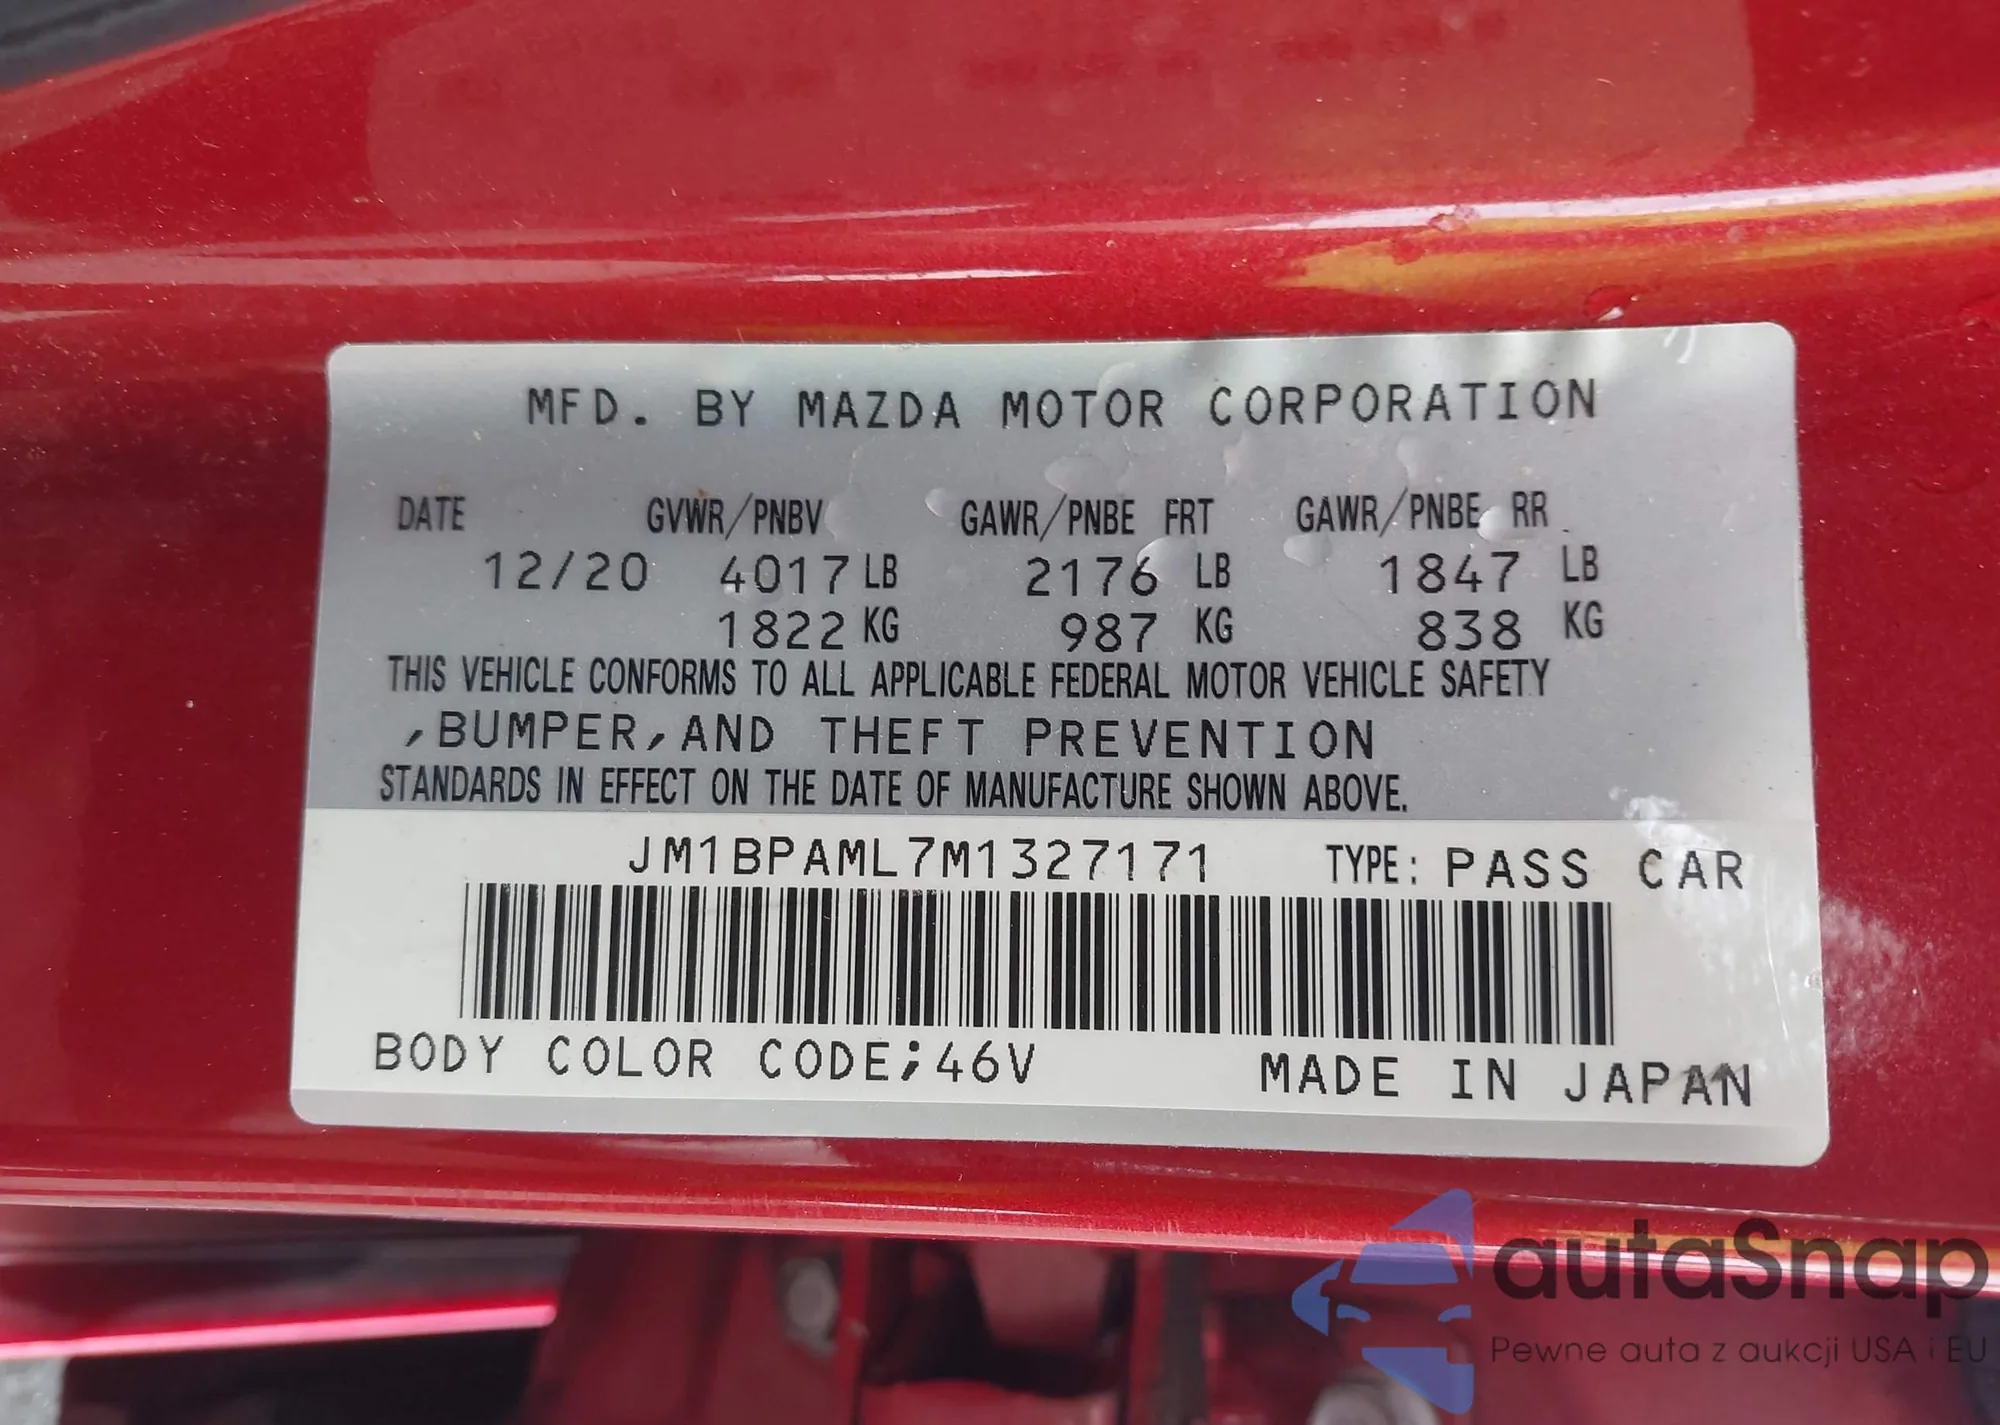 MFD. BY MAZDA MOTOR CORPORATION
DATE GVWR/PNBV GAWR/PNBE FRT GAWR/PNBE RR
12/20 4017 LB 2176 LB 1847 LB
1822 KG 987 KG 838 KG
THIS VEHICLE CONFORMS TO ALL APPLICABLE FEDERAL MOTOR VEHICLE SAFETY
,BUMPER,AND THEFT PREVENTION
STANDARDS IN EFFECT ON THE DATE OF MANUFACTURE SHOWN ABOVE.
JM1BPAML7M1327171 TYPE: PASS CAR
BODY COLOR CODE;46V MADE IN JAPAN
autaSnap
Pewne auta z aukcji USA i EU